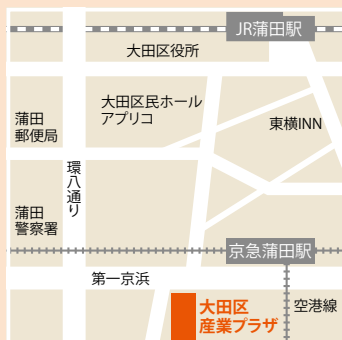 JR蒲田駅
大田区役所
大田区民ホール
アプリコ
蒲田
郵便局
東横INN
環八通り
蒲田
警察署
京急蒲田駅
第一京浜
大田区
産業プラザ
空港線